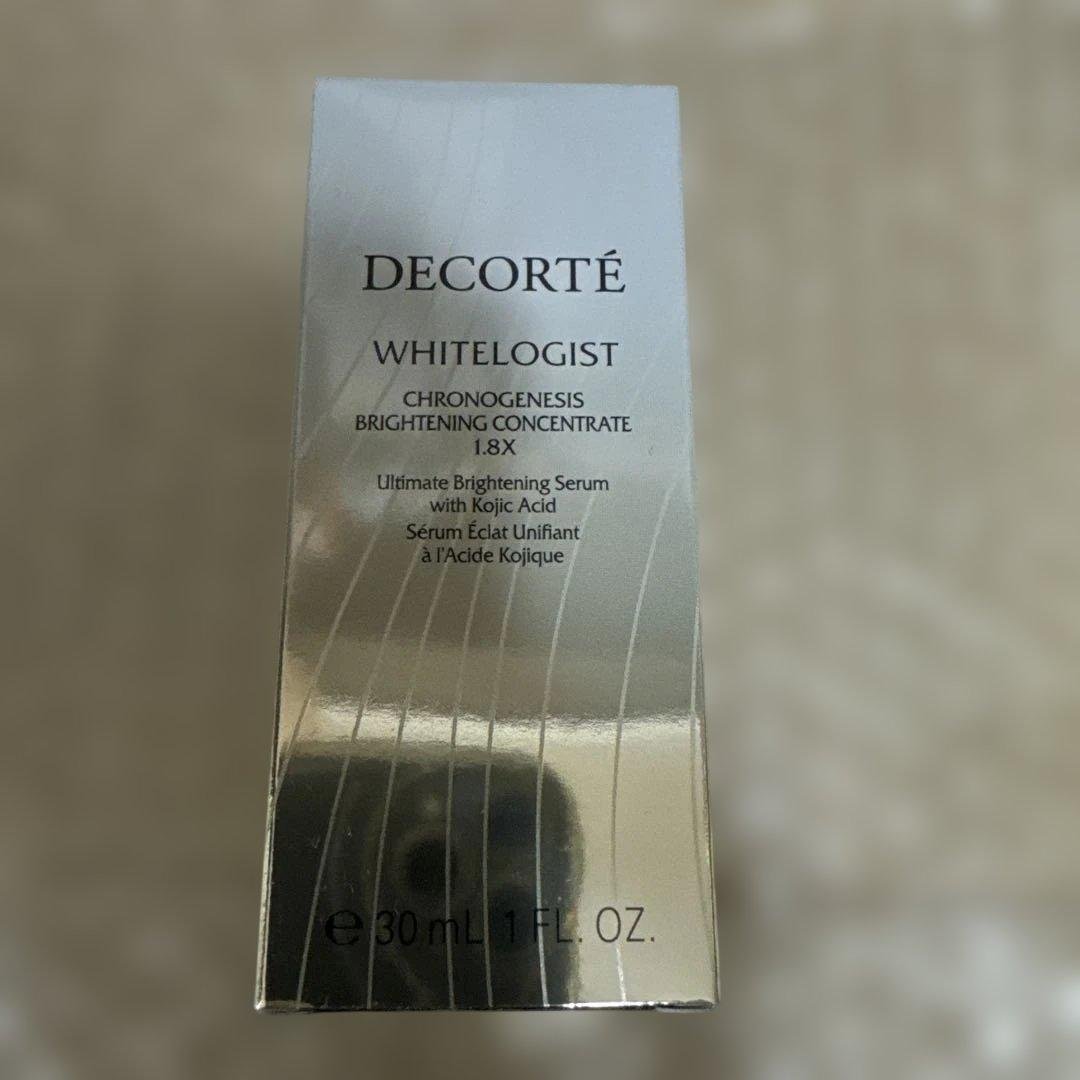 DECORTÉ
WHITELOGIST
CHRONOGENESIS
BRIGHTENING CONCENTRATE
1.8X
Ultimate Brightening Serum
with Kojic Acid
Sérum Éclat Unifiant
à l'Acide Kojique
℮ 30 mL 1 FL. OZ.